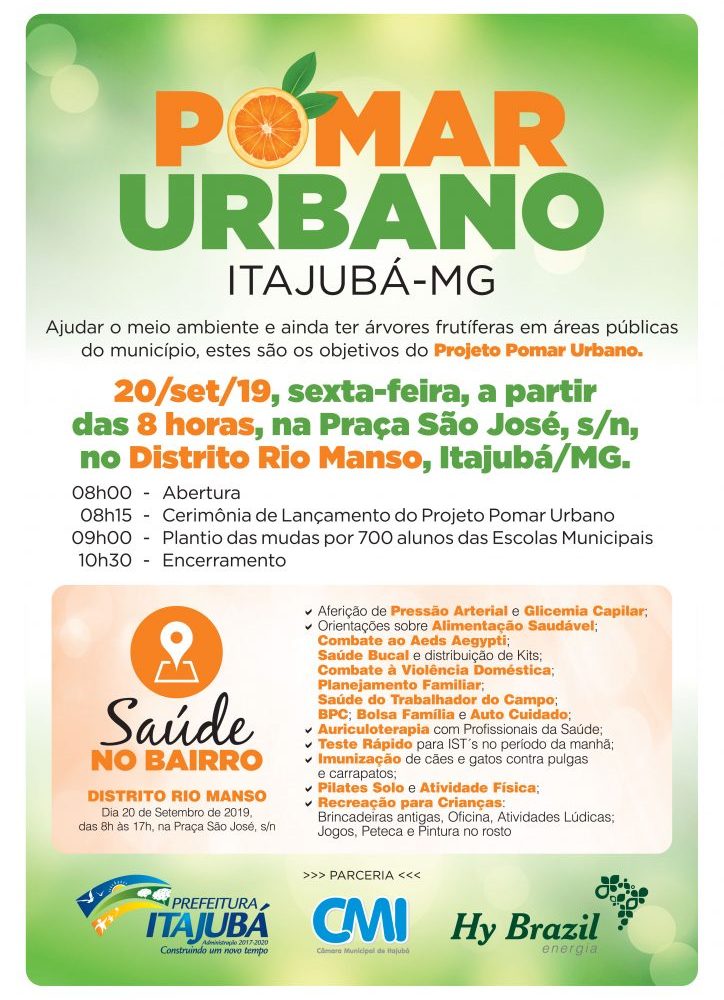 POMAR
URBANO
ITAJUBÁ-MG
Ajudar o meio ambiente e ainda ter árvores frutíferas em áreas públicas
do município, estes são os objetivos do Projeto Pomar Urbano.
20/set/19, sexta-feira, a partir
das 8 horas, na Praça São José, s/n,
no Distrito Rio Manso, Itajubá/MG.
08h00 - Abertura
08h15 - Cerimônia de Lançamento do Projeto Pomar Urbano
09h00 - Plantio das mudas por 700 alunos das Escolas Municipais
10h30 - Encerramento
Saúde
NO BAIRRO
DISTRITO RIO MANSO
Dia 20 de Setembro de 2019,
das 8h às 17h, na Praça São José, s/n
Aferição de Pressão Arterial e Glicemia Capilar;
Orientações sobre Alimentação Saudável;
Combate ao Aeds Aegypti;
Saúde Bucal e distribuição de Kits;
Combate à Violência Doméstica;
Planejamento Familiar;
Saúde do Trabalhador do Campo;
BPC; Bolsa Família e Auto Cuidado;
Auriculoterapia com Profissionais da Saúde;
Teste Rápido para IST´s no período da manhã;
Imunização de cães e gatos contra pulgas
e carrapatos;
Pilates Solo e Atividade Física;
Recreação para Crianças:
Brincadeiras antigas, Oficina, Atividades Lúdicas;
Jogos, Peteca e Pintura no rosto
>>> PARCERIA <<<
PREFEITURA
ITAJUBÁ
Administração 2017-2020
Construindo um novo tempo
CMI
Câmara Municipal de Itajubá
Hy Brazil
energia